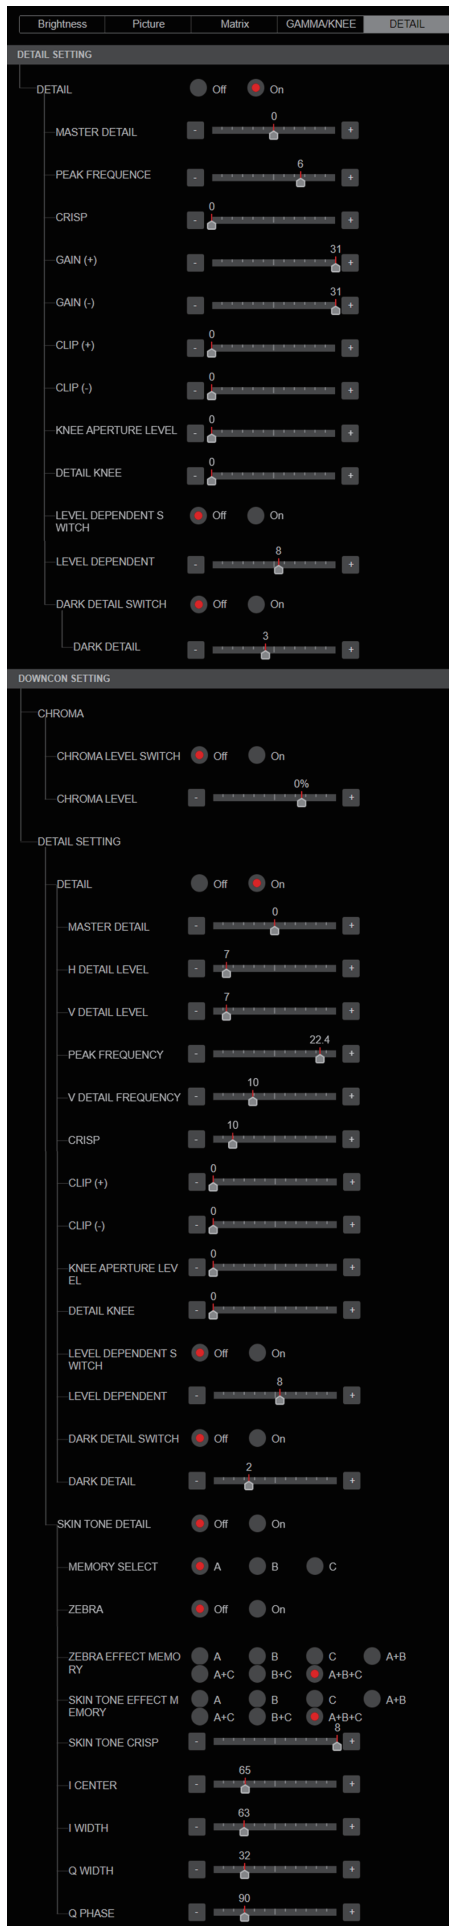 Brightness Picture Matrix GAMMA/KNEE DETAIL
DETAIL SETTING
DETAIL Off On
0
MASTER DETAIL - +
6
PEAK FREQUENCE - +
0
CRISP - +
31
GAIN (+) - +
31
GAIN (-) - +
0
CLIP (+) - +
0
CLIP (-) - +
0
KNEE APERTURE LEVEL - +
0
DETAIL KNEE - +
LEVEL DEPENDENT S Off On
WITCH
8
LEVEL DEPENDENT - +
DARK DETAIL SWITCH Off On
3
DARK DETAIL - +
DOWNCON SETTING
CHROMA
CHROMA LEVEL SWITCH Off On
0%
CHROMA LEVEL - +
DETAIL SETTING
DETAIL Off On
0
MASTER DETAIL - +
7
H DETAIL LEVEL - +
7
V DETAIL LEVEL - +
22.4
PEAK FREQUENCY - +
10
V DETAIL FREQUENCY - +
10
CRISP - +
0
CLIP (+) - +
0
CLIP (-) - +
0
KNEE APERTURE LEV - +
EL
0
DETAIL KNEE - +
LEVEL DEPENDENT S Off On
WITCH
8
LEVEL DEPENDENT - +
DARK DETAIL SWITCH Off On
2
DARK DETAIL - +
SKIN TONE DETAIL Off On
MEMORY SELECT A B C
ZEBRA Off On
ZEBRA EFFECT MEMO A B C A+B
RY A+C B+C A+B+C
SKIN TONE EFFECT M A B C A+B
EMORY A+C B+C A+B+C
8
SKIN TONE CRISP - +
65
I CENTER - +
63
I WIDTH - +
32
Q WIDTH - +
90
Q PHASE - +